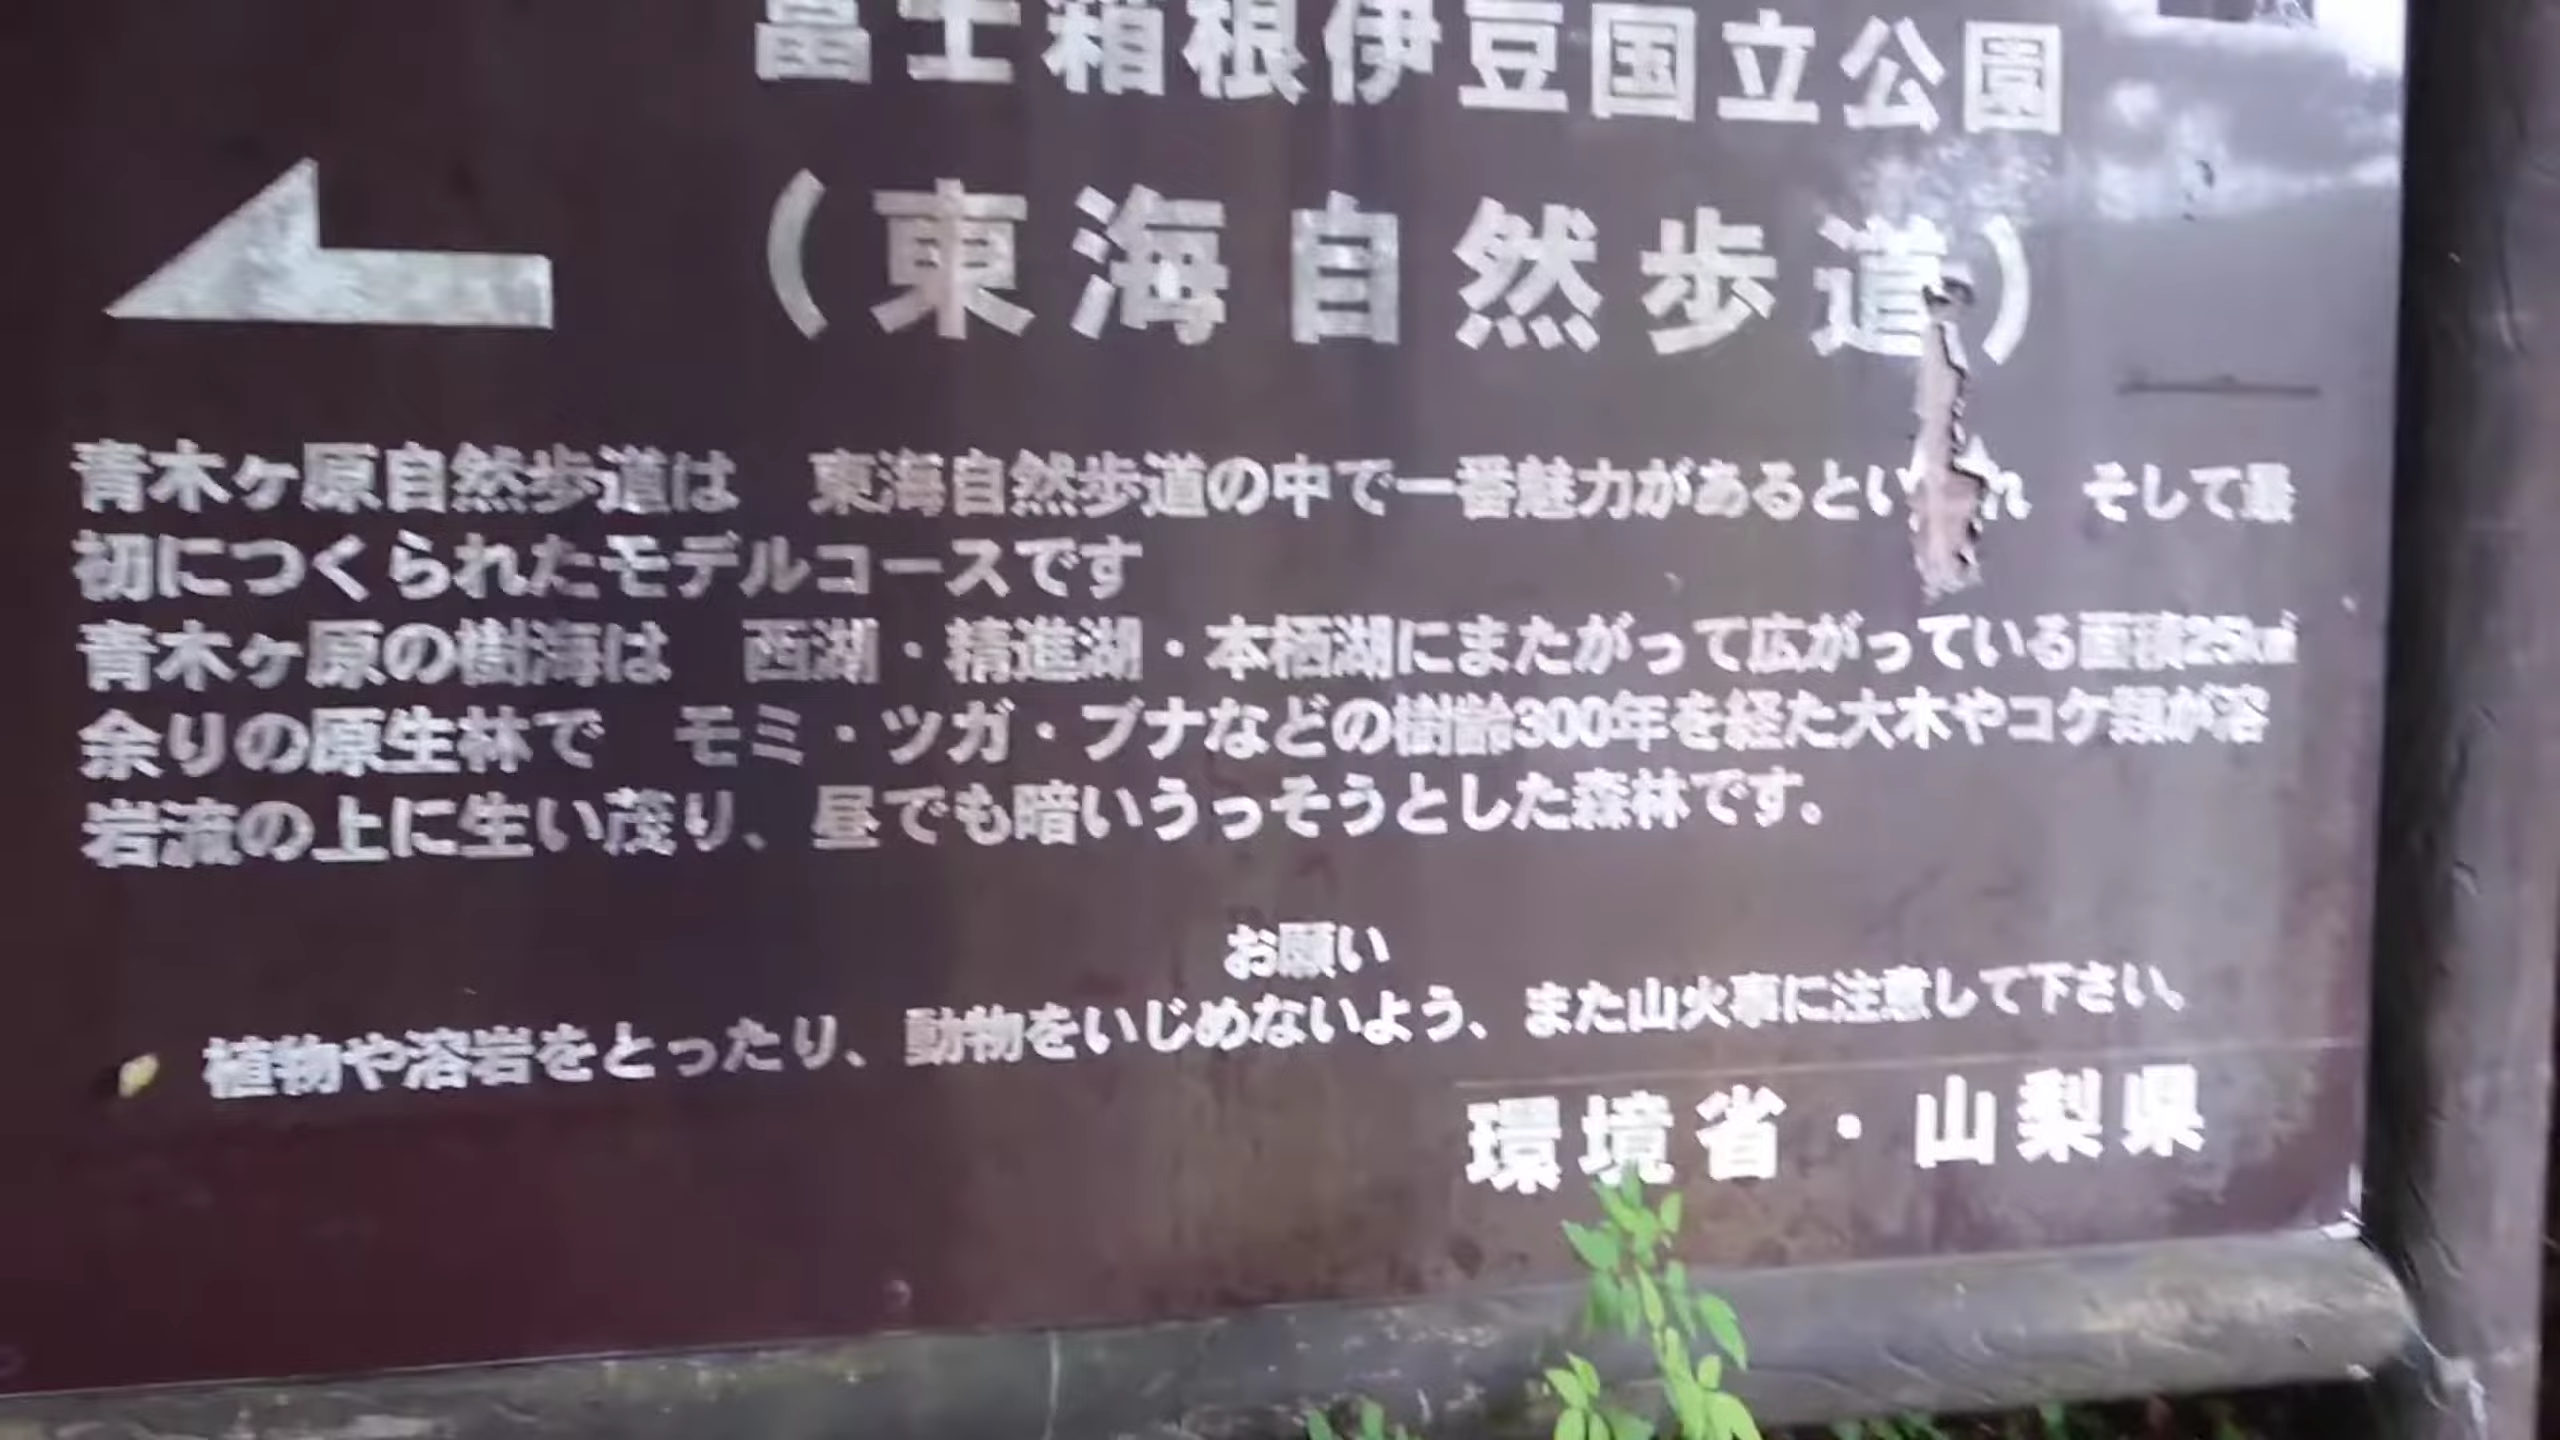 富士箱根伊豆国立公園
（東海自然歩道）
青木ヶ原自然歩道は　東海自然歩道の中で一番魅力があるとい れ　そして最
初につくられたモデルコースです
青木ヶ原の樹海は　西湖・精進湖・本栖湖にまたがって広がっている面積25k㎡
余りの原生林で　モミ・ツガ・ブナなどの樹齢300年を経た大木やコケ類が溶
岩流の上に生い茂り、昼でも暗いうっそうとした森林です。
お願い
植物や溶岩をとったり、動物をいじめないよう、また山火事に注意して下さい、
環境省・山梨県